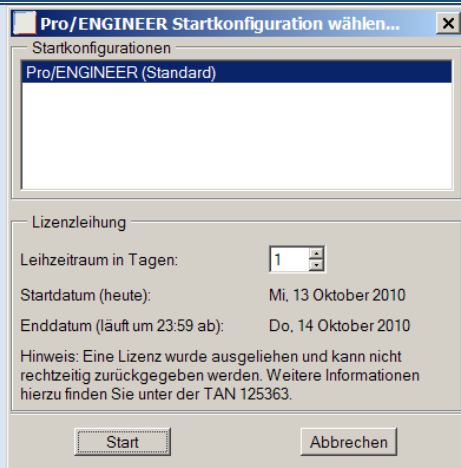 Pro/ENGINEER Startkonfiguration wählen...
Startkonfigurationen
Pro/ENGINEER (Standard)
Lizenzleihung
Leihzeitraum in Tagen: 1
Startdatum (heute): Mi, 13 Oktober 2010
Enddatum (läuft um 23:59 ab): Do, 14 Oktober 2010
Hinweis: Eine Lizenz wurde ausgeliehen und kann nicht
rechtzeitig zurückgegeben werden. Weitere Informationen
hierzu finden Sie unter der TAN 125363.
Start Abbrechen